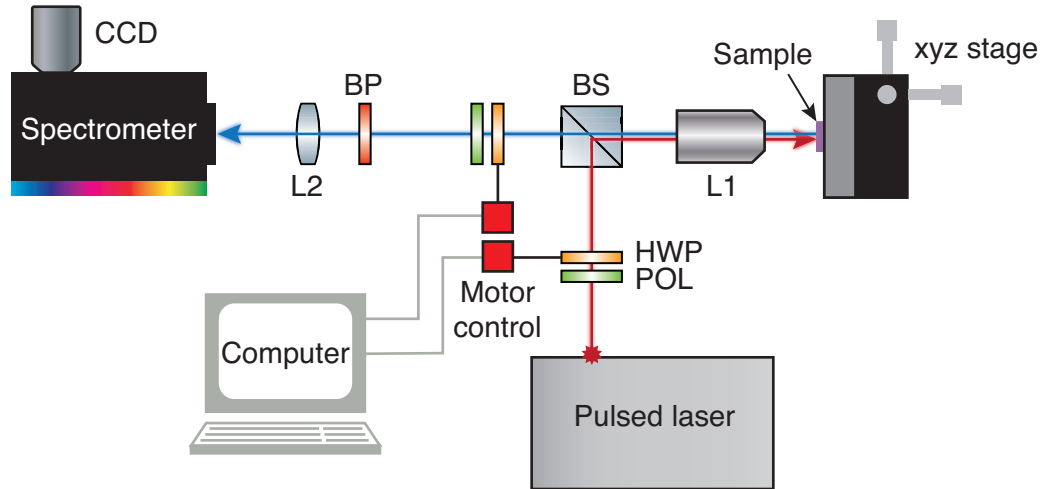 CCD
BP
BS
Sample
xyz stage
Spectrometer
L2
L1
HWP
POL
Motor
control
Computer
Pulsed laser